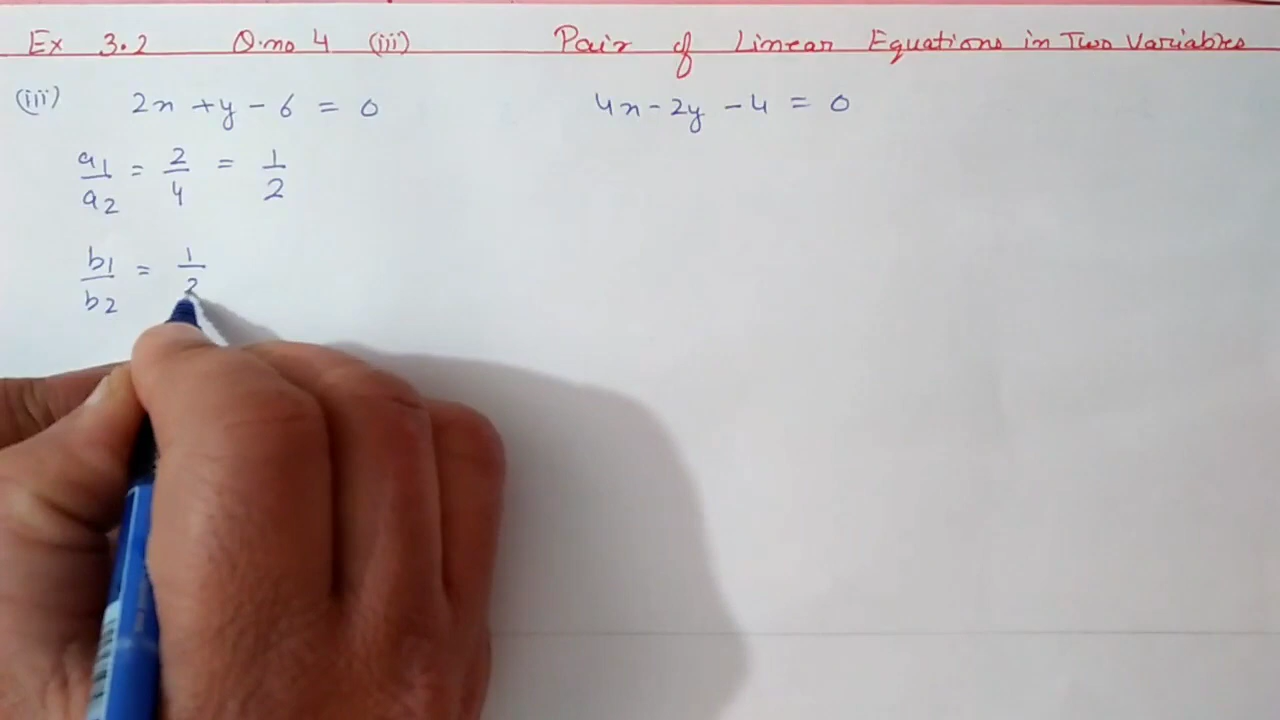 Ex 3.2 Q.no 4 (iii) Pair of Linear Equations in Two Variables
(iii) 2x + y - 6 = 0 4x - 2y - 4 = 0
a1/a2 = 2/4 = 1/2
b1/b2 = 1/2